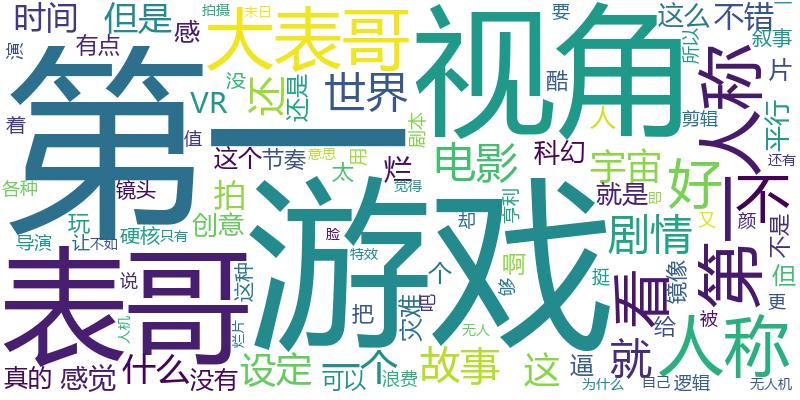 时间
但是
拍摄
末日
大表哥
视角
要
这么
不错
演
有点
感
没
还
还是
世界
酷
所以
叙事
片
着
VR
第一
人称
值
这个
节奏
意思
太
用
剧本
烂
电影
科幻
人
宇宙
剪辑
平行
还有
各种
镜头
拍
创意
觉得
却
亨利
就是
好
又
即
不
颜
不是
导演
玩
让
不如
硬核
只有
脸
特效
游戏
啊
剧情
挺
看
镜像
第一
但
表哥
说
这种
把
灾难
吧
个
够
无人
给
被
更
人机
烂片
真的
感觉
什么
没有
设定
一个
可以
浪费
故事
这
逼
为什么
就
自己
人称
逻辑
无人机